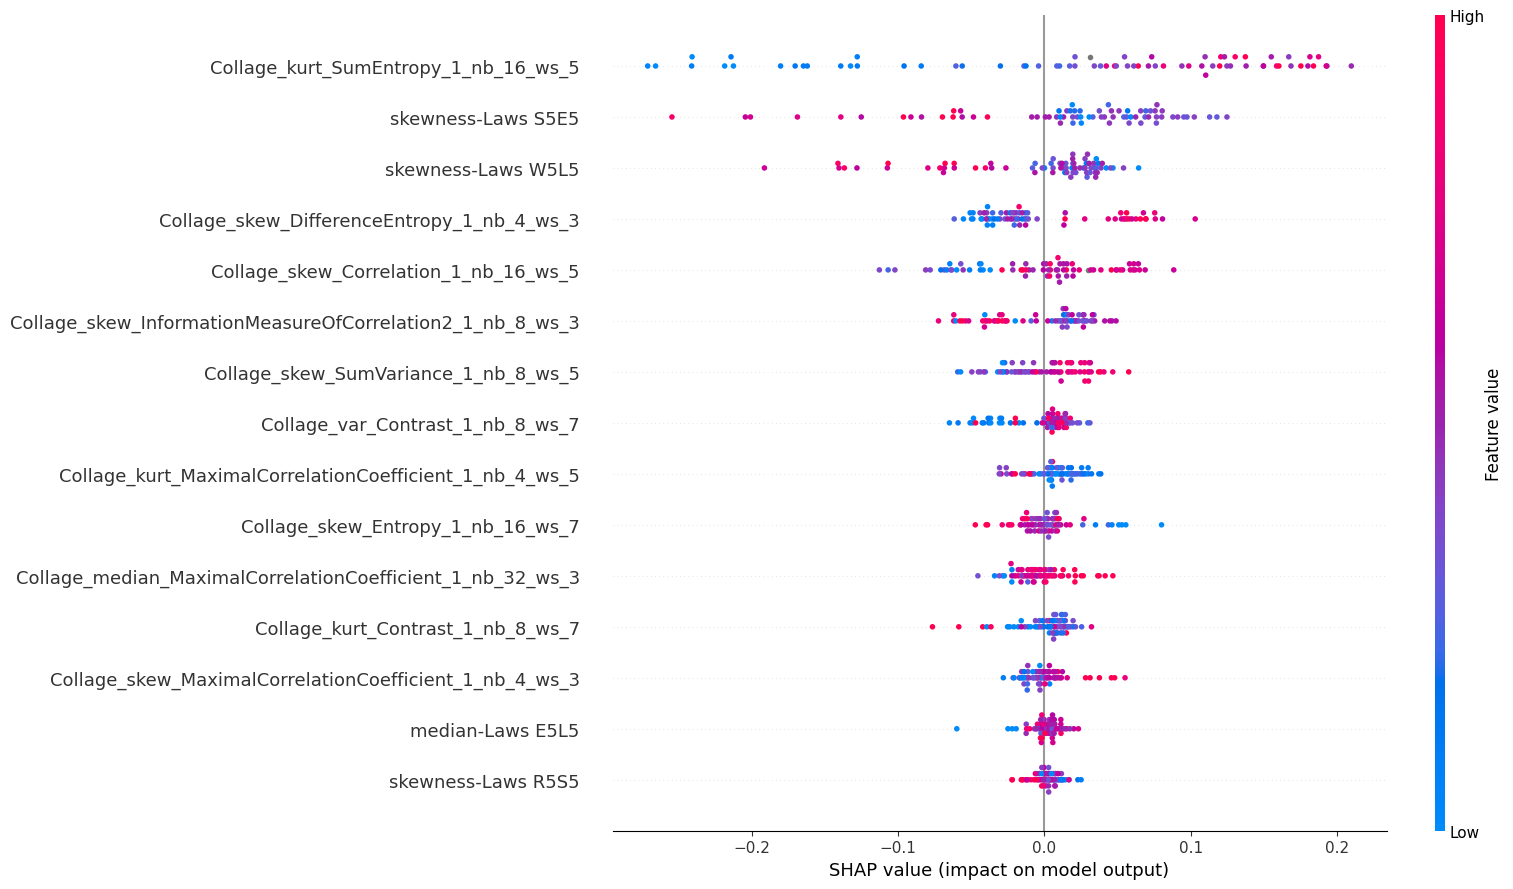 High
Collage_kurt_SumEntropy_1_nb_16_ws_5
skewness-Laws S5E5
skewness-Laws W5L5
Collage_skew_DifferenceEntropy_1_nb_4_ws_3
Collage_skew_Correlation_1_nb_16_ws_5
Collage_skew_InformationMeasureOfCorrelation2_1_nb_8_ws_3
Collage_skew_SumVariance_1_nb_8_ws_5
Collage_var_Contrast_1_nb_8_ws_7
Collage_kurt_MaximalCorrelationCoefficient_1_nb_4_ws_5
Collage_skew_Entropy_1_nb_16_ws_7
Collage_median_MaximalCorrelationCoefficient_1_nb_32_ws_3
Collage_kurt_Contrast_1_nb_8_ws_7
Collage_skew_MaximalCorrelationCoefficient_1_nb_4_ws_3
median-Laws E5L5
skewness-Laws R5S5
Feature value
Low
−0.2 −0.1 0.0 0.1 0.2
SHAP value (impact on model output)